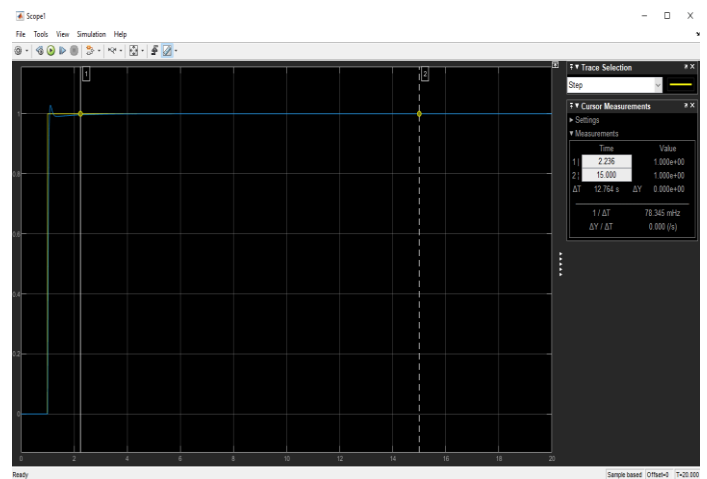 Scope1
File Tools View Simulation Help
1
2
1
0.8
0.6
0.4
0.2
0
0 2 4 6 8 10 12 14 16 18 20
Trace Selection
Step
Cursor Measurements
Settings
Measurements
Time Value
1 | 2.236 1.000e+00
2 | 15.000 1.000e+00
ΔT 12.764 s ΔY 0.000e+00
1 / ΔT 78.345 mHz
ΔY / ΔT 0.000 (/s)
Ready Sample based Offset=0 T=20.000